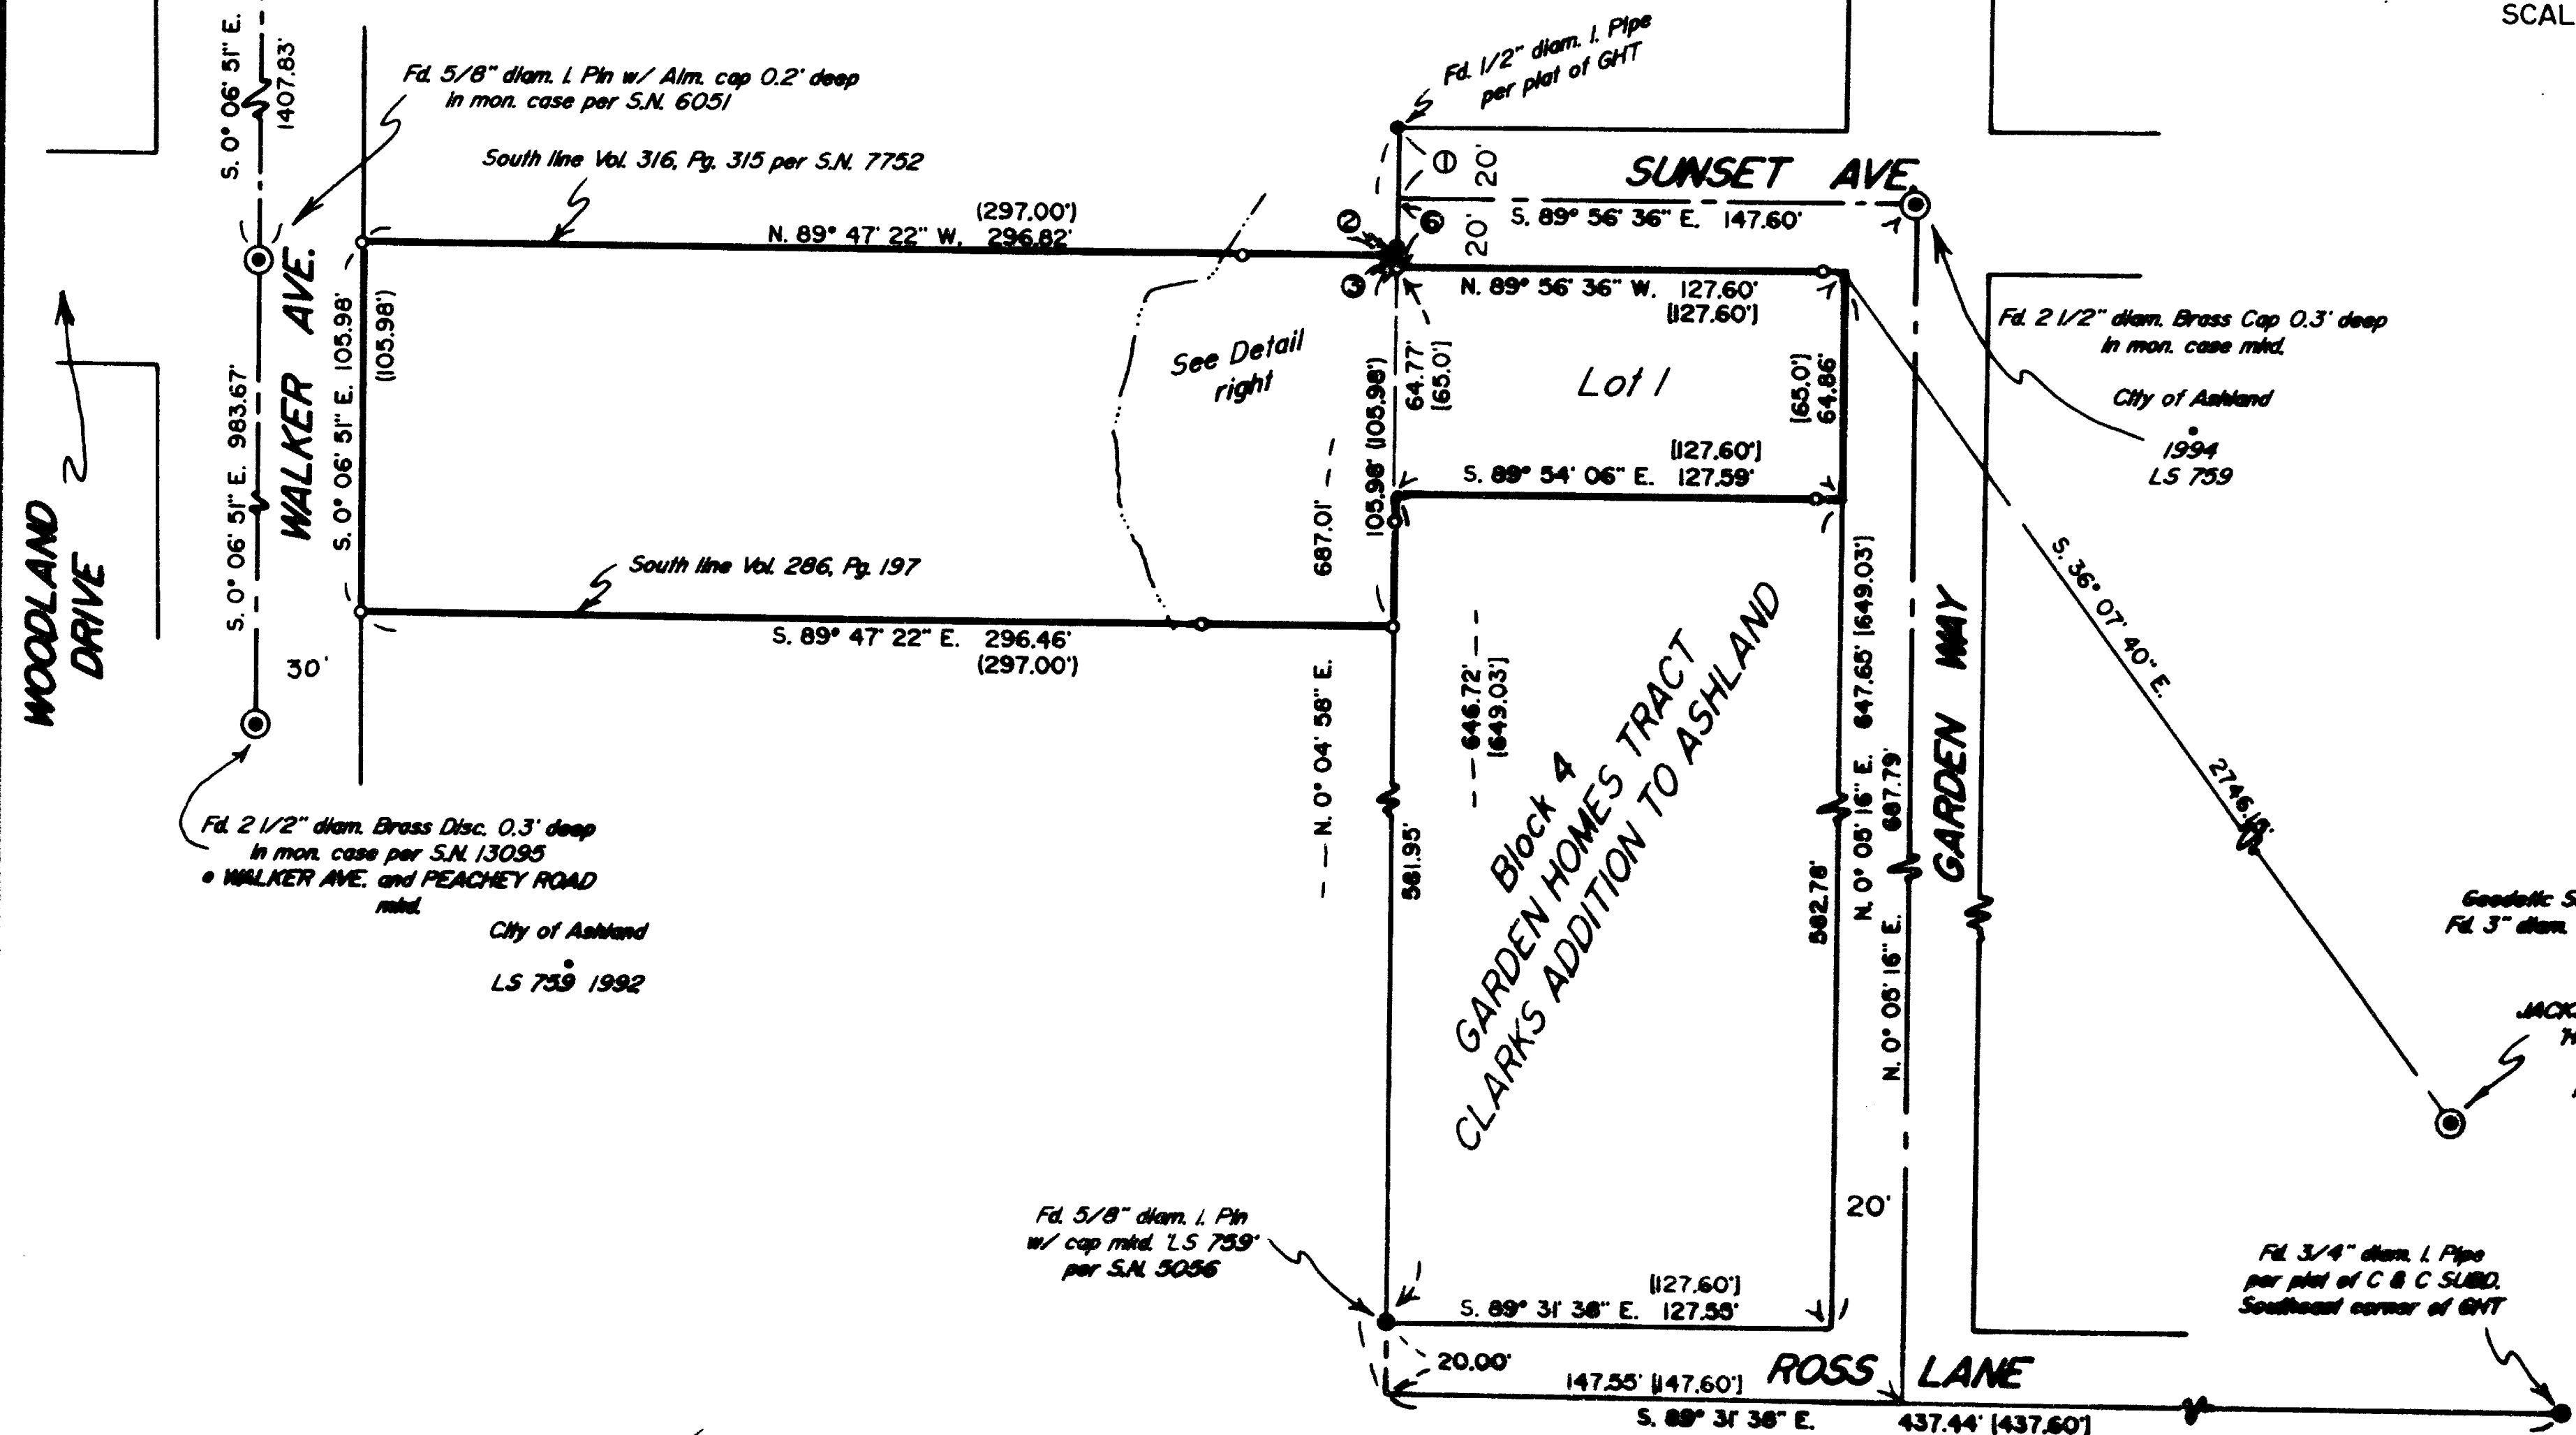 SCAL
S. 0° 06' 51" E.
1407.83'
Fd. 5/8" diam. I. Pin w/ Alm. cap 0.2' deep
in mon. case per S.N. 6051
South line Vol. 316, Pg. 315 per S.N. 7752
Fd. 1/2" diam. I. Pipe
per plat of GHT
1
20'
20'
SUNSET AVE.
S. 89° 56' 36" E. 147.60'
(297.00')
N. 89° 47' 22" W. 296.82'
2
6
3
N. 89° 56' 36" W. 127.60'
[127.60']
WALKER AVE.
S. 0° 06' 51" E. 105.98'
(105.98')
S. 0° 06' 51" E. 983.67'
See Detail
right
64.77'
[65.0']
105.98' (105.98')
687.01'
Lot 1
[65.0']
64.86'
[127.60']
S. 89° 54' 06" E. 127.59'
Fd. 2 1/2" diam. Brass Cap 0.3' deep
in mon. case mkd.
City of Ashland
1994
LS 759
WOODLAND
DRIVE
South line Vol. 286, Pg. 197
S. 89° 47' 22" E. 296.46'
(297.00')
30'
N. 0° 04' 58" E.
646.72'
[649.03']
581.95'
Block 4
GARDEN HOMES TRACT
CLARKS ADDITION TO ASHLAND
582.78'
N. 0° 05' 16" E. 647.65' [649.03']
N. 0° 05' 16" E. 687.79'
GARDEN WAY
S. 36° 07' 40" E.
Fd. 2 1/2" diam. Brass Disc. 0.3' deep
in mon. case per S.N. 13095
WALKER AVE. and PEACHEY ROAD
mkd.
City of Ashland
LS 759 1992
Geodetic S
Fd. 3" diam.
JACKS
20'
Fd. 5/8" diam. I. Pin
w/ cap mkd. 'LS 759'
per S.N. 5056
[127.60']
S. 89° 31' 38" E. 127.55'
20.00'
147.55' [147.60']
ROSS LANE
S. 89° 31' 38" E. 437.44' [437.60']
Fd. 3/4" diam. I. Pipe
per plat of C & C SUBD.
Southeast corner of GHT